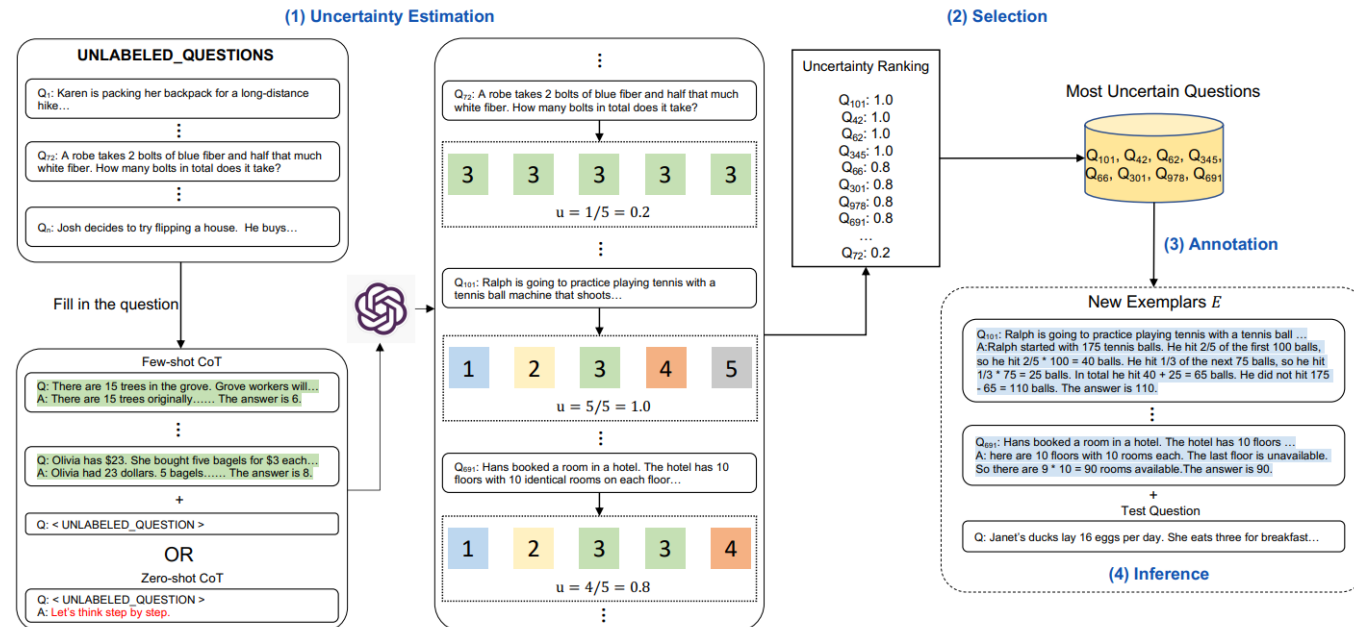 (1) Uncertainty Estimation
UNLABELED_QUESTIONS
Q1: Karen is packing her backpack for a long-distance
hike…
⋮
Q72: A robe takes 2 bolts of blue fiber and half that much
white fiber. How many bolts in total does it take?
⋮
Qn: Josh decides to try flipping a house. He buys…
Fill in the question
Few-shot CoT
Q: There are 15 trees in the grove. Grove workers will…
A: There are 15 trees originally…… The answer is 6.
⋮
Q: Olivia has $23. She bought five bagels for $3 each…
A: Olivia had 23 dollars. 5 bagels…… The answer is 8.
+
Q: < UNLABELED_QUESTION >
OR
Zero-shot CoT
Q: < UNLABELED_QUESTION >
A: Let's think step by step.
⋮
Q72: A robe takes 2 bolts of blue fiber and half that much
white fiber. How many bolts in total does it take?
3 3 3 3 3
u = 1/5 = 0.2
⋮
Q101: Ralph is going to practice playing tennis with a
tennis ball machine that shoots…
1 2 3 4 5
u = 5/5 = 1.0
⋮
Q691: Hans booked a room in a hotel. The hotel has 10
floors with 10 identical rooms on each floor…
1 2 3 3 4
u = 4/5 = 0.8
⋮
(2) Selection
Uncertainty Ranking
Q101: 1.0
Q42: 1.0
Q62: 1.0
Q345: 1.0
Q66: 0.8
Q301: 0.8
Q978: 0.8
Q691: 0.8
…
Q72: 0.2
Most Uncertain Questions
Q101, Q42, Q62, Q345,
Q66, Q301, Q978, Q691
(3) Annotation
New Exemplars E
Q101: Ralph is going to practice playing tennis with a tennis ball …
A:Ralph started with 175 tennis balls. He hit 2/5 of the first 100 balls,
so he hit 2/5 * 100 = 40 balls. He hit 1/3 of the next 75 balls, so he hit
1/3 * 75 = 25 balls. In total he hit 40 + 25 = 65 balls. He did not hit 175
- 65 = 110 balls. The answer is 110.
⋮
Q691: Hans booked a room in a hotel. The hotel has 10 floors …
A: here are 10 floors with 10 rooms each. The last floor is unavailable.
So there are 9 * 10 = 90 rooms available.The answer is 90.
+
Test Question
Q: Janet's ducks lay 16 eggs per day. She eats three for breakfast…
(4) Inference